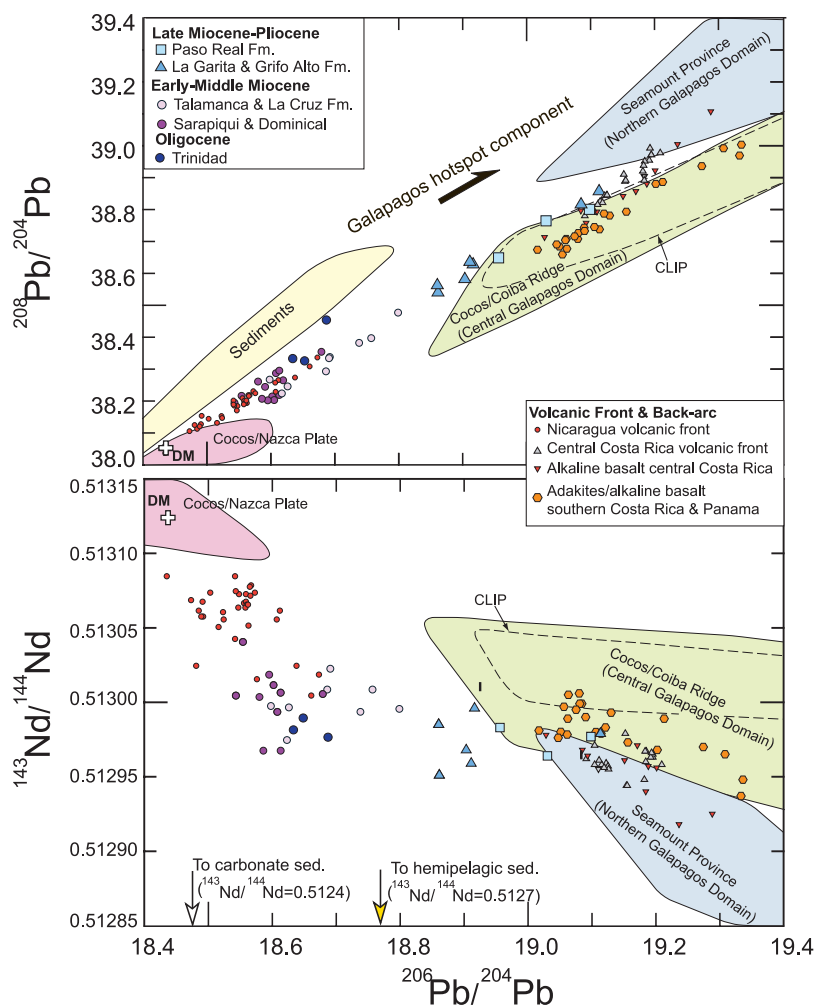 39.4
39.2
39.0
38.8
38.6
38.4
38.2
38.0
208Pb/204Pb
Late Miocene-Pliocene
Paso Real Fm.
La Garita & Grifo Alto Fm.
Early-Middle Miocene
Talamanca & La Cruz Fm.
Sarapiqui & Dominical
Oligocene
Trinidad
Galapagos hotspot component
Seamount Province
(Northern Galapagos Domain)
CLIP
Cocos/Coiba Ridge
(Central Galapagos Domain)
Sediments
Cocos/Nazca Plate
DM
Volcanic Front & Back-arc
Nicaragua volcanic front
Central Costa Rica volcanic front
Alkaline basalt central Costa Rica
Adakites/alkaline basalt
southern Costa Rica & Panama
0.51315
0.51310
0.51305
0.51300
0.51295
0.51290
0.51285
143Nd/144Nd
DM
Cocos/Nazca Plate
CLIP
Cocos/Coiba Ridge
(Central Galapagos Domain)
Seamount Province
(Northern Galapagos Domain)
To carbonate sed.
(143Nd/144Nd=0.5124)
To hemipelagic sed.
(143Nd/144Nd=0.5127)
18.4 18.6 18.8 19.0 19.2 19.4
206Pb/204Pb